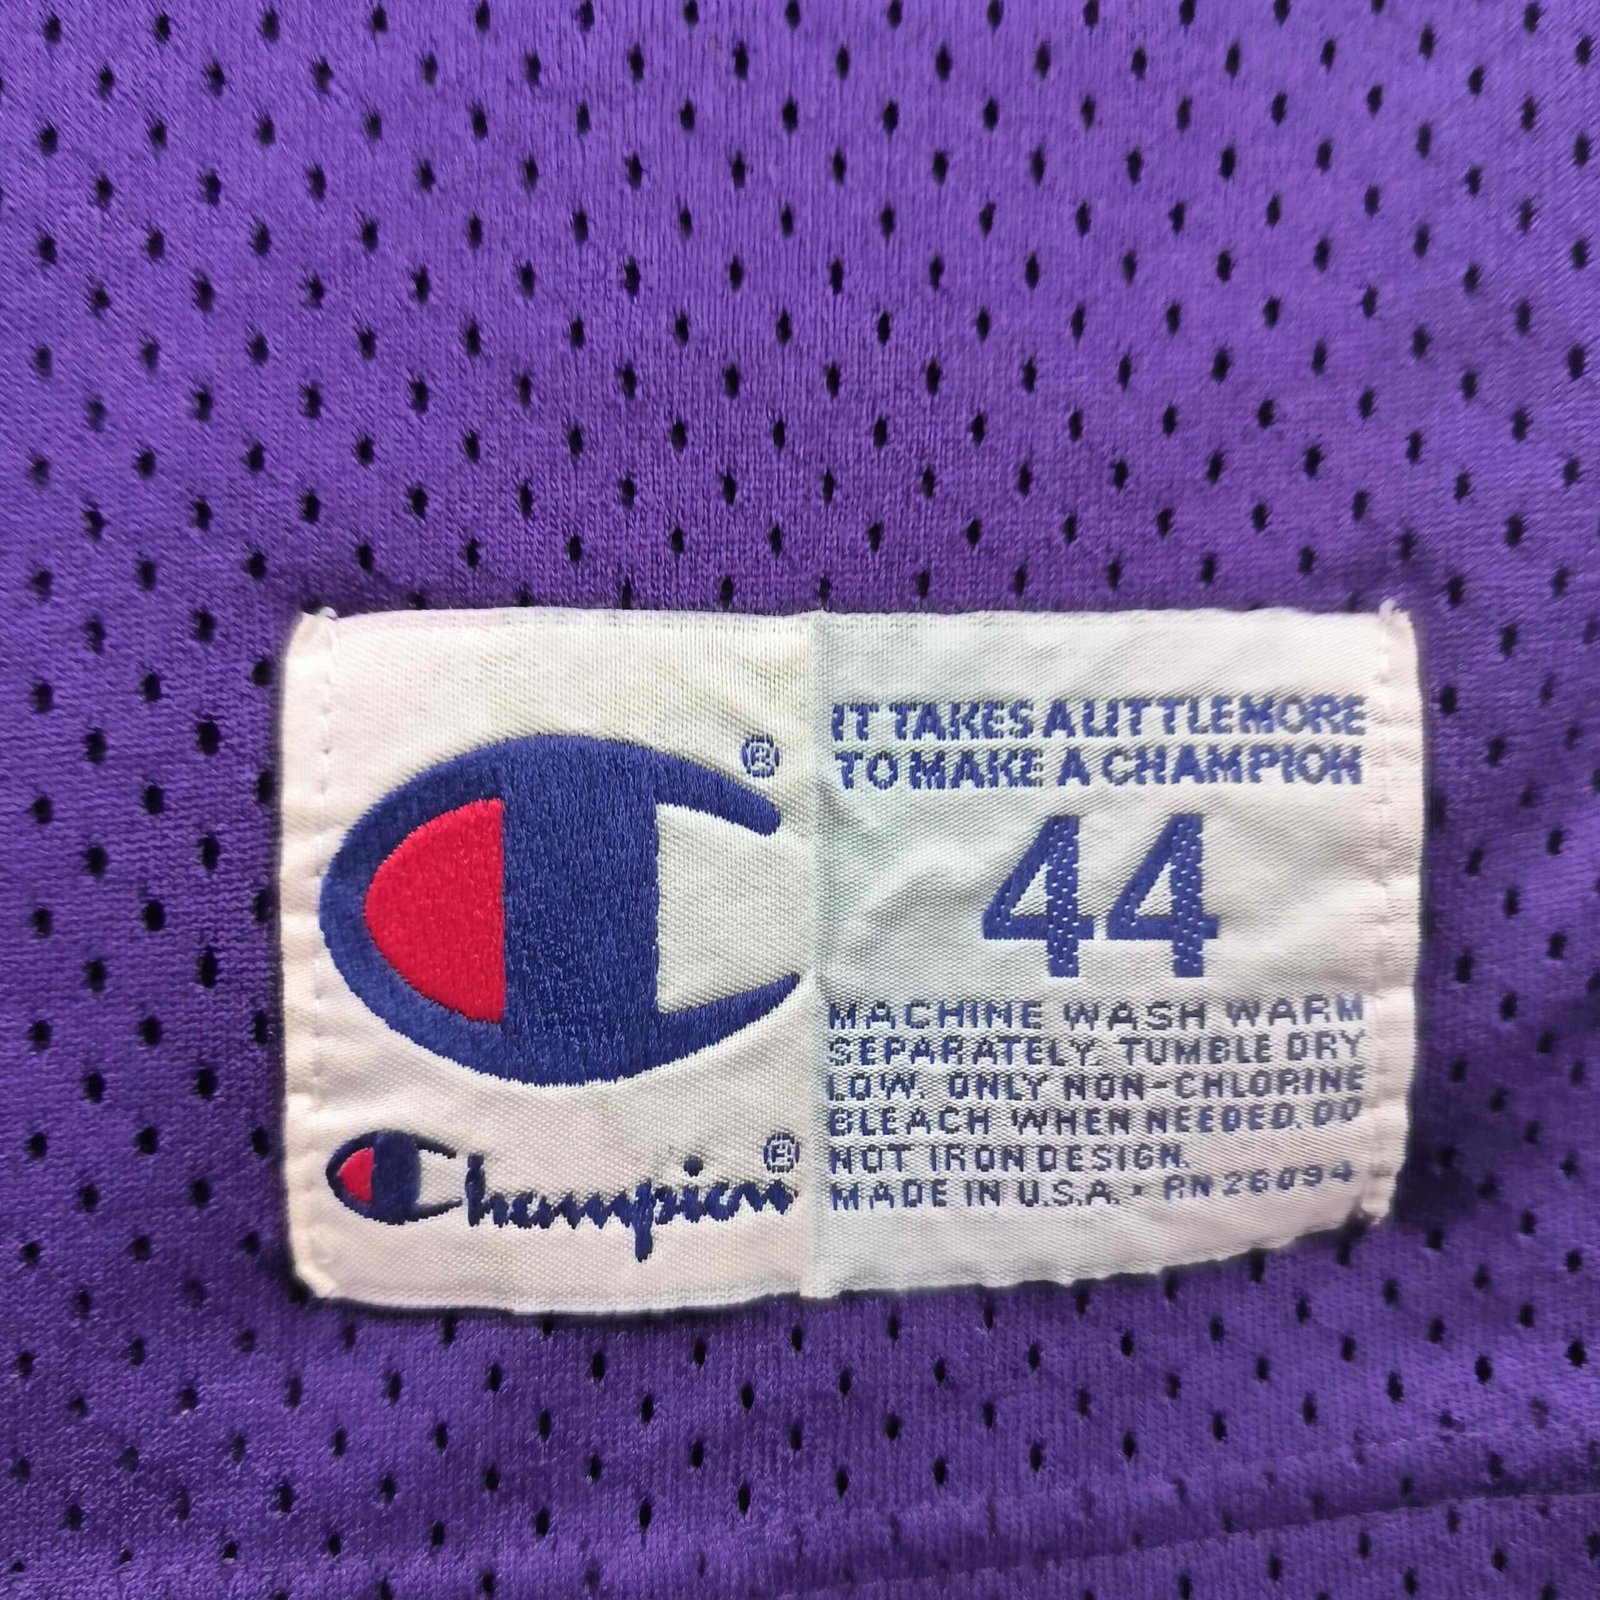 IT TAKES A LITTLE MORE
TO MAKE A CHAMPION
44
MACHINE WASH WARM
SEPARATELY. TUMBLE DRY
LOW. ONLY NON-CHLORINE
BLEACH WHEN NEEDED. DO
NOT IRON DESIGN.
MADE IN U.S.A. • RN 26094
®
Champion®